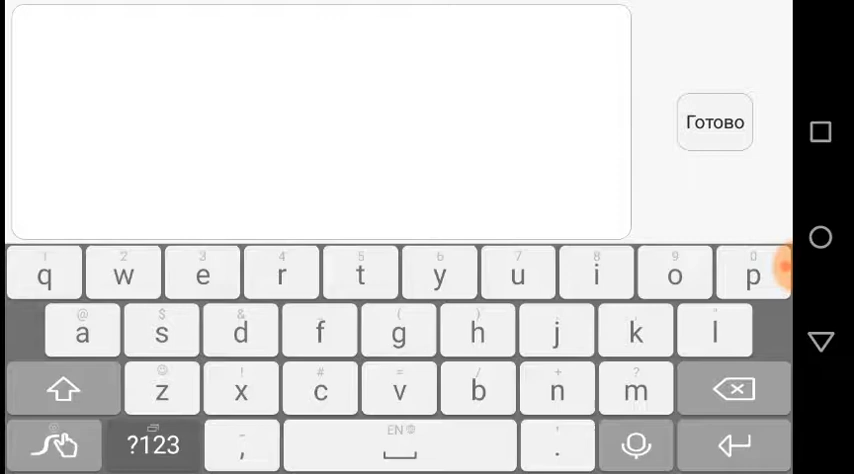 Готово
1 2 3 4 5 6 7 8 9 0
q w e r t y u i o p
@ $ & _ ( ) : ; "
a s d f g h j k l
! # = / + ?
z x c v b n m
EN '
?123 , .